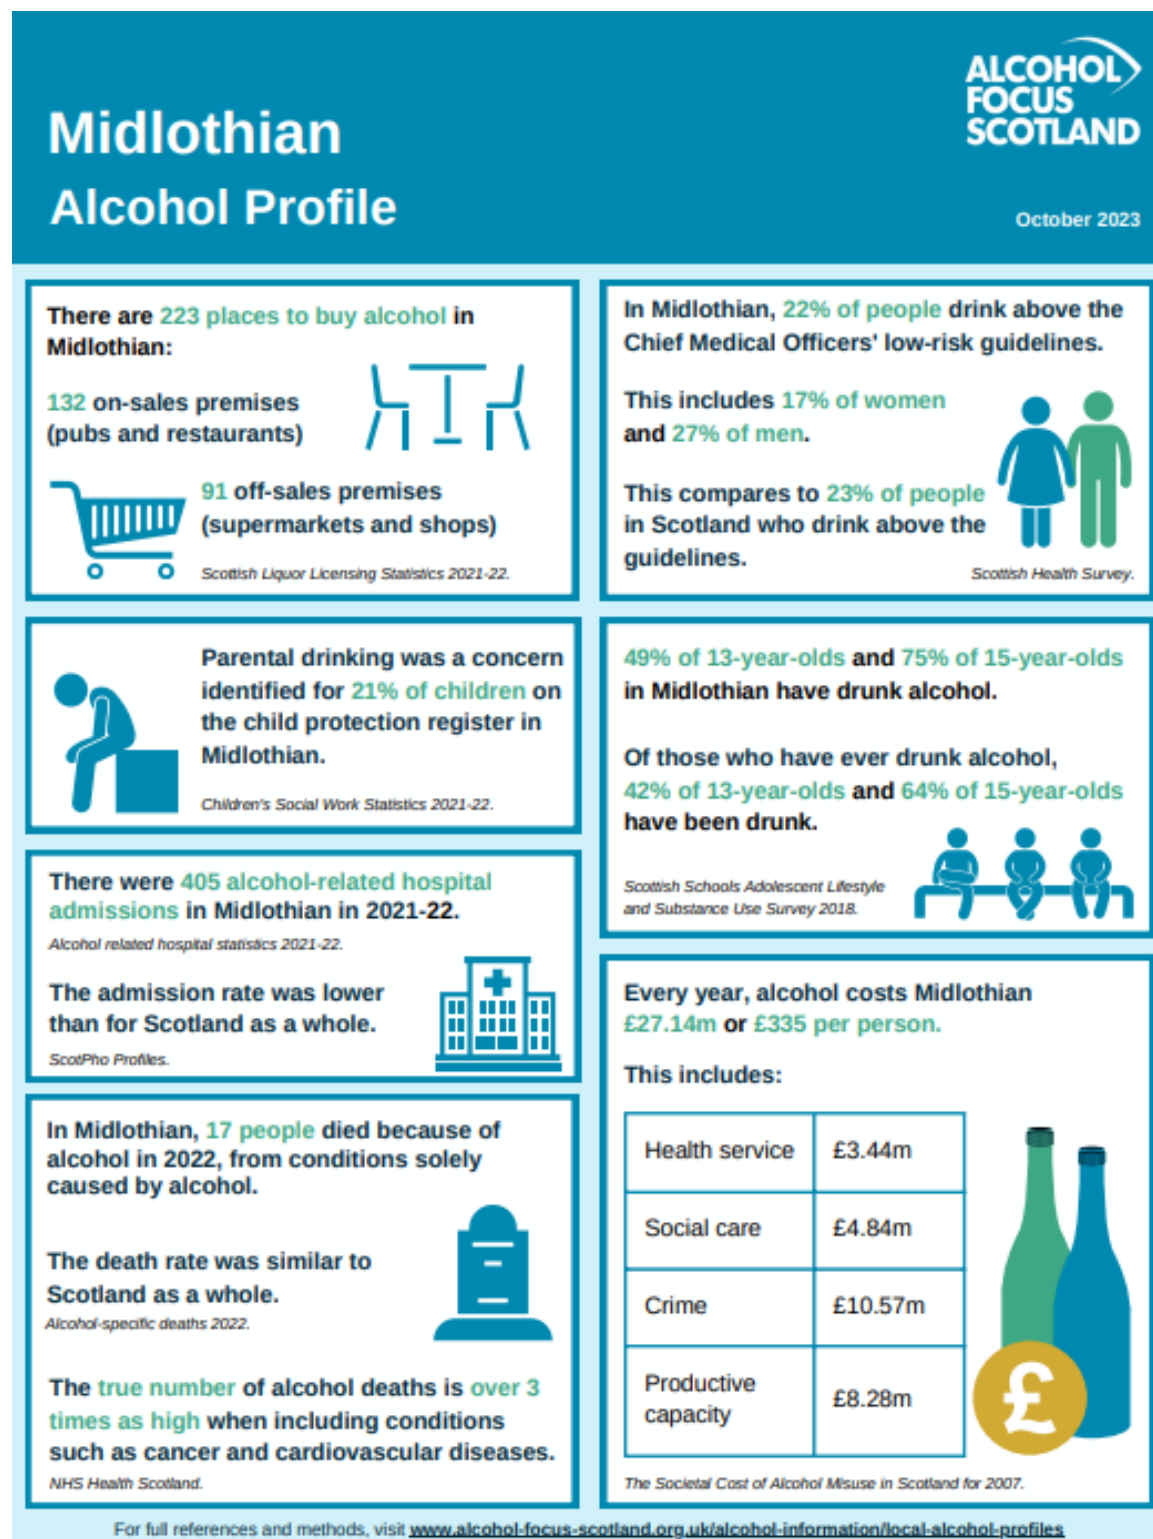 Midlothian
Alcohol Profile
ALCOHOL
FOCUS
SCOTLAND
October 2023
There are 223 places to buy alcohol in
Midlothian:
132 on-sales premises
(pubs and restaurants)
91 off-sales premises
(supermarkets and shops)
Scottish Liquor Licensing Statistics 2021-22.
Parental drinking was a concern
identified for 21% of children on
the child protection register in
Midlothian.
Children's Social Work Statistics 2021-22.
There were 405 alcohol-related hospital
admissions in Midlothian in 2021-22.
Alcohol related hospital statistics 2021-22.
The admission rate was lower
than for Scotland as a whole.
ScotPho Profiles.
In Midlothian, 17 people died because of
alcohol in 2022, from conditions solely
caused by alcohol.
The death rate was similar to
Scotland as a whole.
Alcohol-specific deaths 2022.
The true number of alcohol deaths is over 3
times as high when including conditions
such as cancer and cardiovascular diseases.
NHS Health Scotland.
In Midlothian, 22% of people drink above the
Chief Medical Officers' low-risk guidelines.
This includes 17% of women
and 27% of men.
This compares to 23% of people
in Scotland who drink above the
guidelines.
Scottish Health Survey.
49% of 13-year-olds and 75% of 15-year-olds
in Midlothian have drunk alcohol.
Of those who have ever drunk alcohol,
42% of 13-year-olds and 64% of 15-year-olds
have been drunk.
Scottish Schools Adolescent Lifestyle
and Substance Use Survey 2018.
Every year, alcohol costs Midlothian
£27.14m or £335 per person.
This includes:
Health service £3.44m
Social care £4.84m
Crime £10.57m
Productive
capacity £8.28m
£
The Societal Cost of Alcohol Misuse in Scotland for 2007.
For full references and methods, visit www.alcohol-focus-scotland.org.uk/alcohol-information/local-alcohol-profiles